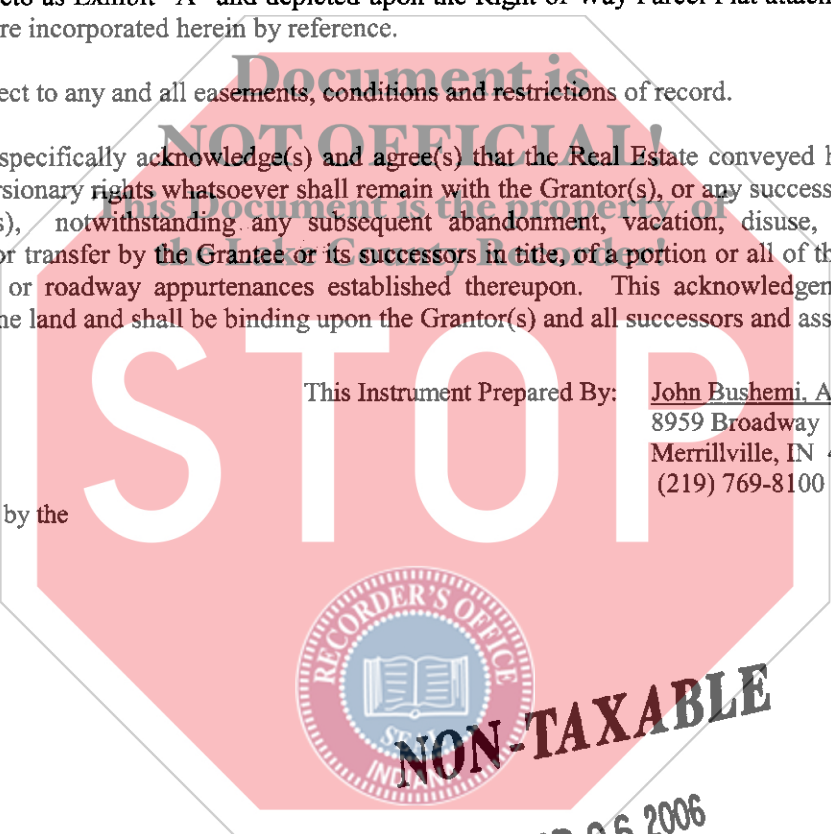 as Exhibit "A" and depicted upon the Right of Way Parcel Plat
re incorporated herein by reference.
Document is
ect to any and all easements, conditions and restrictions of record.
NOT OFFICIAL!
specifically acknowledge(s) and agree(s) that the Real Estate conveyed
rsionary rights whatsoever shall remain with the Grantor(s), or any success
This Document is the property of
s), notwithstanding any subsequent abandonment, vacation, disuse,
the Lake County Recorder!
or transfer by the Grantee or its successors in title, of a portion or all of th
or roadway appurtenances established thereupon. This acknowledgen
ne land and shall be binding upon the Grantor(s) and all successors and ass
STOP
This Instrument Prepared By: John Bushemi, A
8959 Broadway
Merrillville, IN
(219) 769-8100
by the
RECORDER'S OFFICE
SEAL
INDIANA
NON-TAXABLE
6 2006